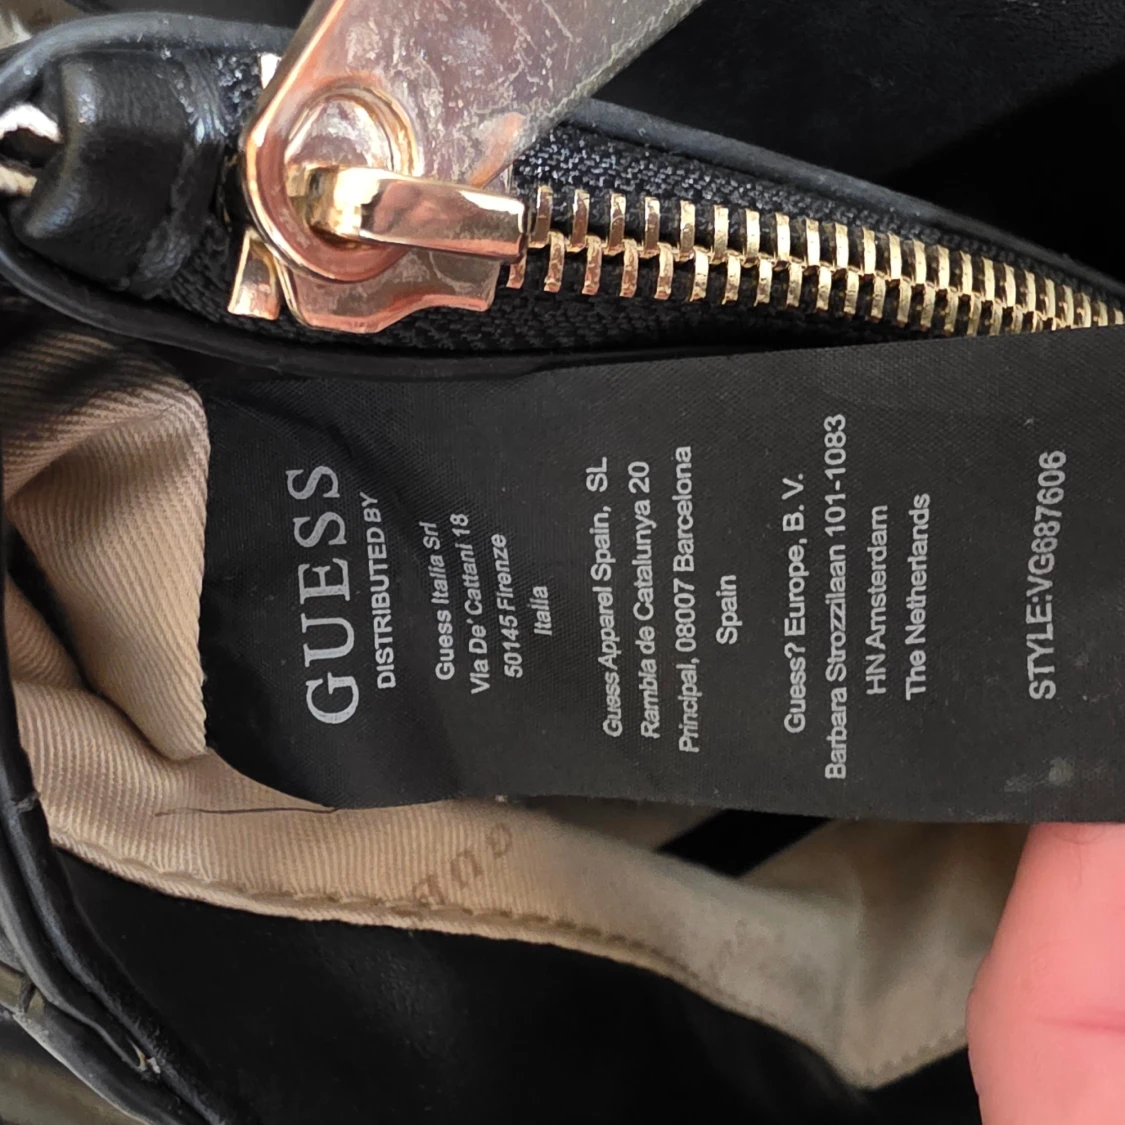 GUESS
DISTRIBUTED BY
Guess Italia Srl
Via De' Cattani 18
50145 Firenze
Italia
Guess Apparel Spain, SL
Rambla de Catalunya 20
Principal, 08007 Barcelona
Spain
Guess? Europe, B. V.
Barbara Strozzilaan 101-1083
HN Amsterdam
The Netherlands
STYLE:VG687606